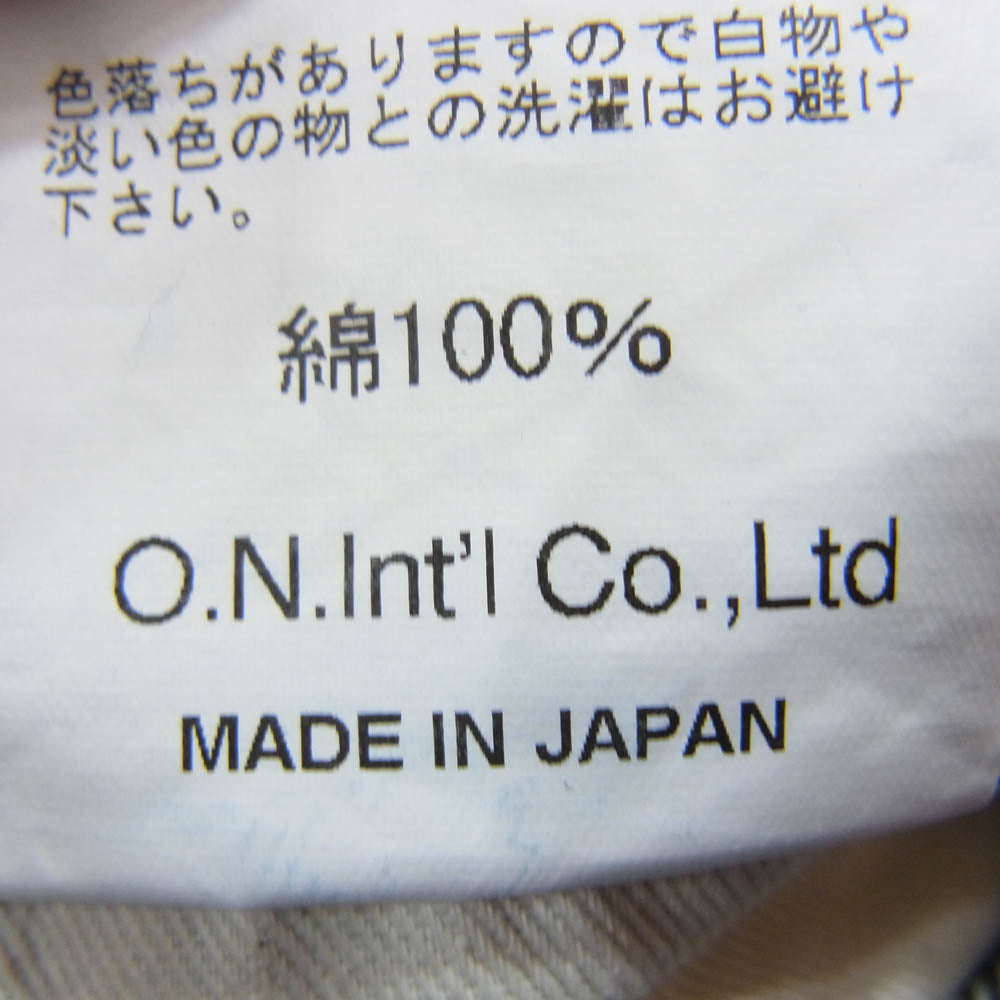 色落ちがありますので白物や
淡い色の物との洗濯はお避け
下さい。
綿100%
O.N.Int'l Co.,Ltd
MADE IN JAPAN